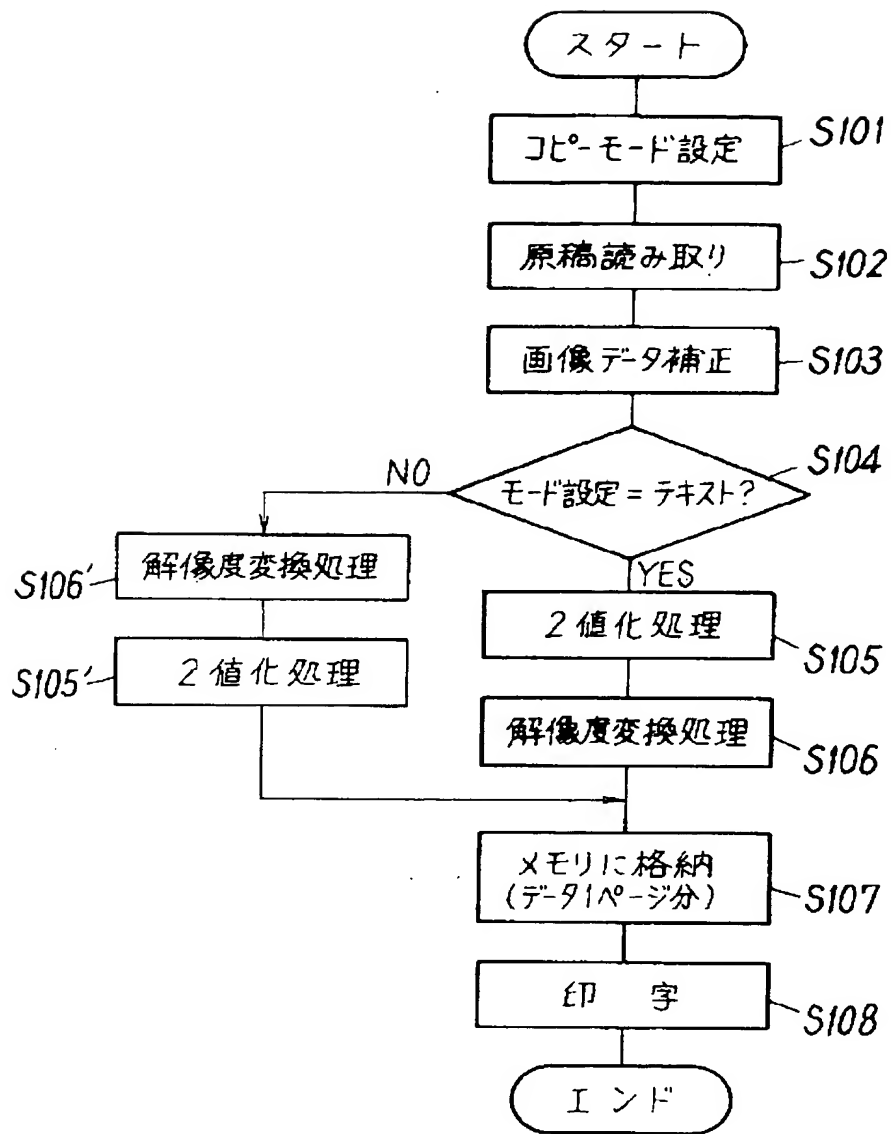 スタート
コピーモード設定
S101
原稿読み取り
S102
画像データ補正
S103
モード設定=テキスト?
S104
NO
YES
解像度変換処理
S106'
2値化処理
S105'
2値化処理
S105
解像度変換処理
S106
メモリに格納
(データ1ページ分)
S107
印 字
S108
エンド